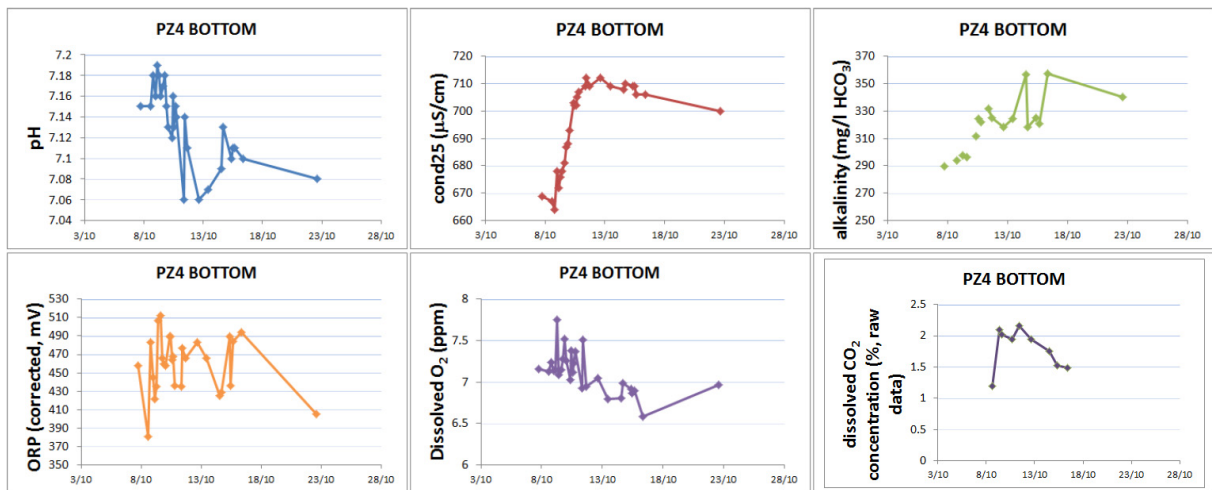 PZ4 BOTTOM
pH
7.2
7.18
7.16
7.14
7.12
7.1
7.08
7.06
7.04
3/10 8/10 13/10 18/10 23/10 28/10
PZ4 BOTTOM
cond25 (µS/cm)
720
710
700
690
680
670
660
3/10 8/10 13/10 18/10 23/10 28/10
PZ4 BOTTOM
alkalinity (mg/l HCO₃)
370
350
330
310
290
270
250
3/10 8/10 13/10 18/10 23/10 28/10
PZ4 BOTTOM
ORP (corrected, mV)
530
510
490
470
450
430
410
390
370
350
3/10 8/10 13/10 18/10 23/10 28/10
PZ4 BOTTOM
Dissolved O₂ (ppm)
8
7.5
7
6.5
6
3/10 8/10 13/10 18/10 23/10 28/10
PZ4 BOTTOM
dissolved CO₂
concentration (%, raw
data)
2.5
2
1.5
1
0.5
0
3/10 8/10 13/10 18/10 23/10 28/10